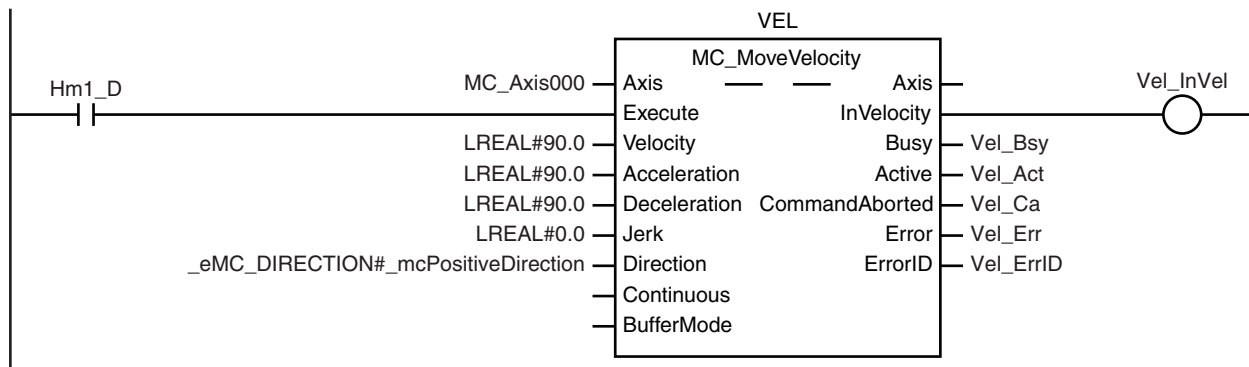 VEL
MC_MoveVelocity
Hm1_D
MC_Axis000 Axis Axis Vel_InVel
Execute InVelocity
LREAL#90.0 Velocity Busy Vel_Bsy
LREAL#90.0 Acceleration Active Vel_Act
LREAL#90.0 Deceleration CommandAborted Vel_Ca
LREAL#0.0 Jerk Error Vel_Err
_eMC_DIRECTION#_mcPositiveDirection Direction ErrorID Vel_ErrID
Continuous
BufferMode